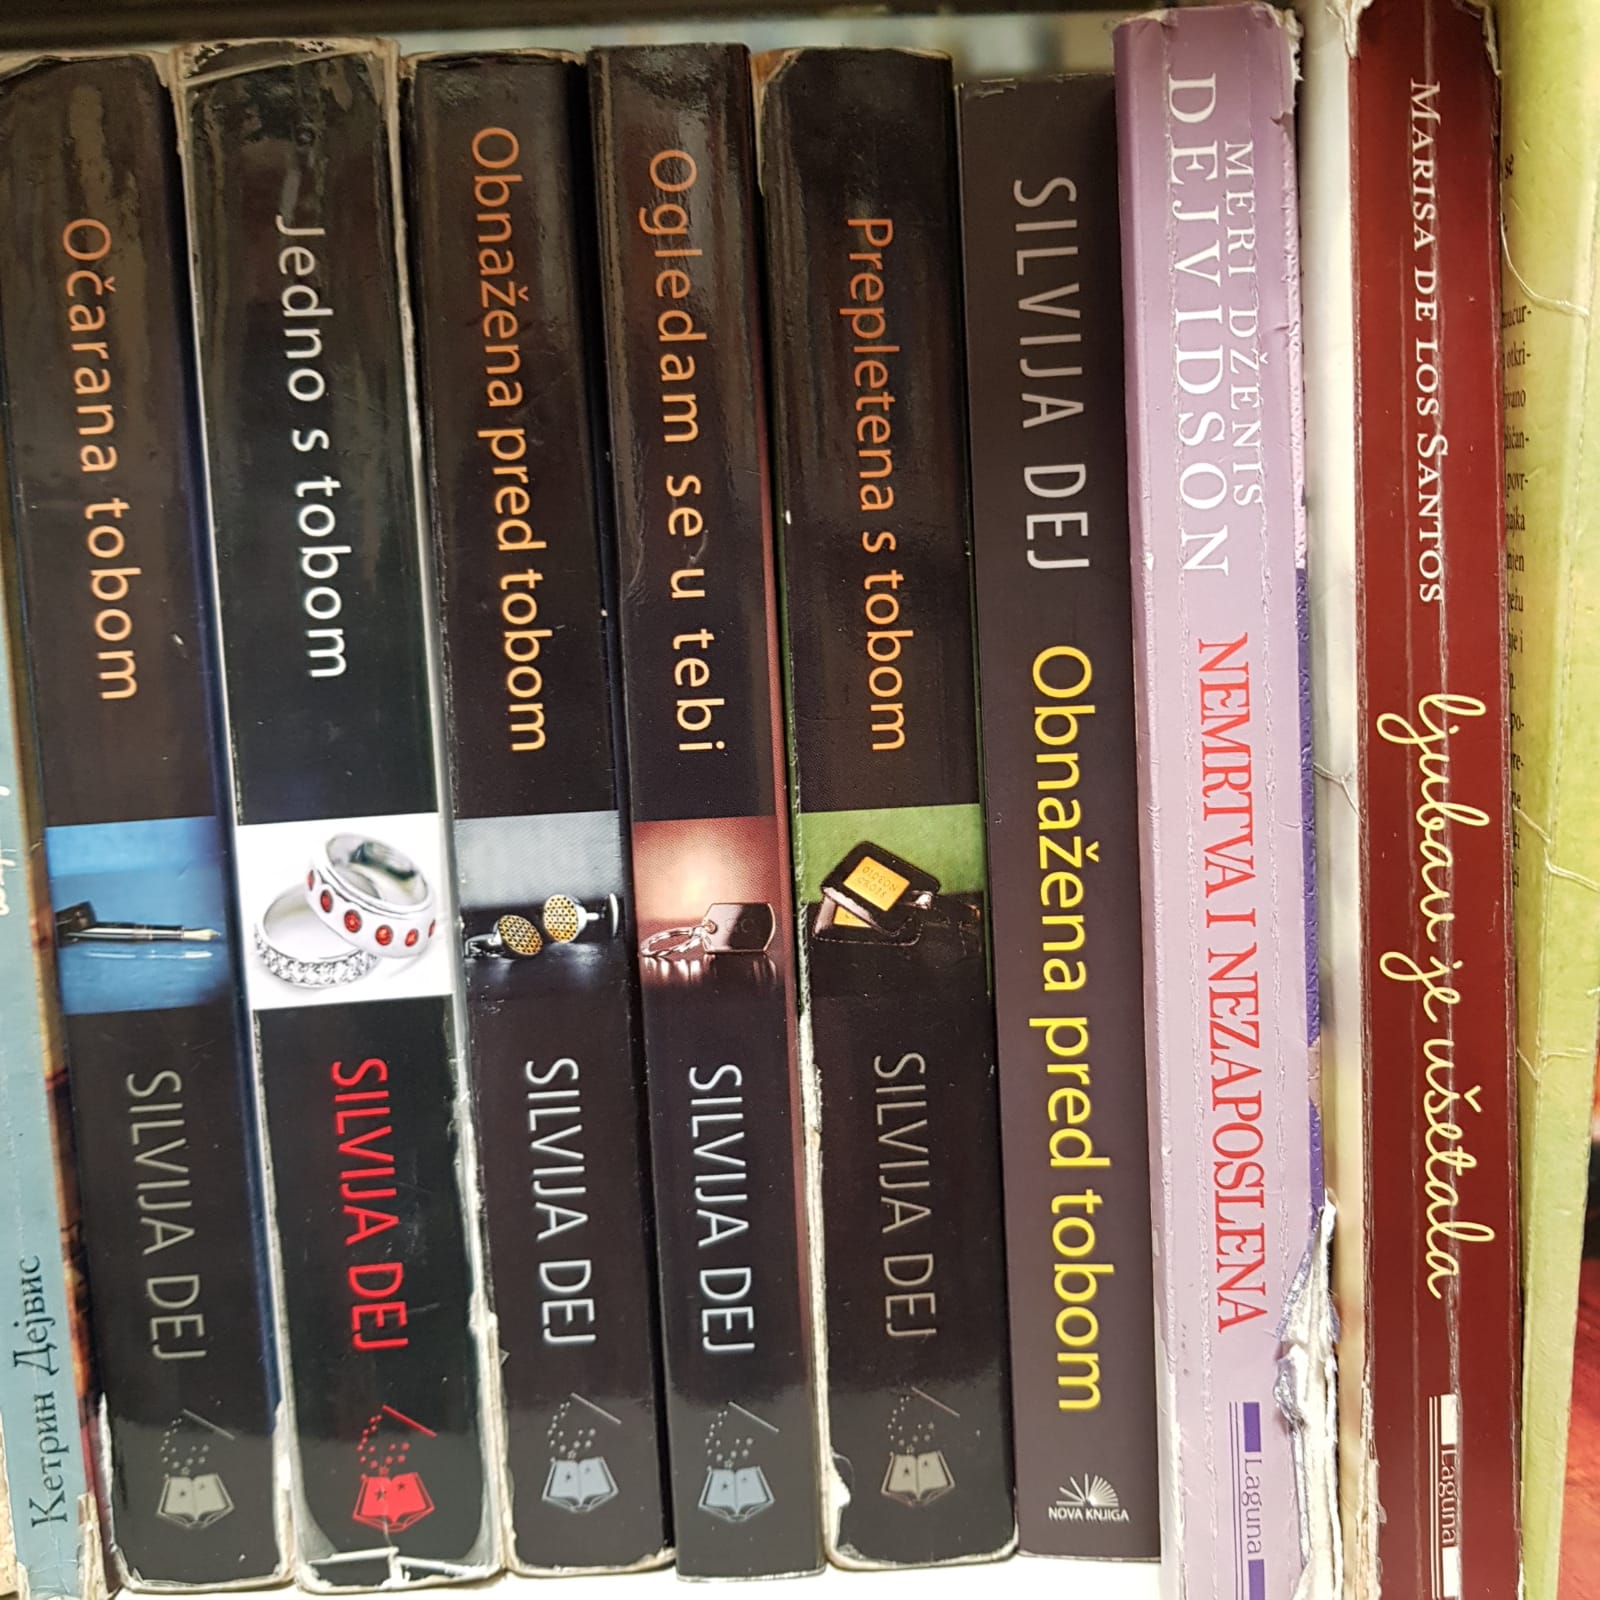 Кетрин Дејвис
Očarana tobom
SILVIJA DEJ
Jedno s tobom
SILVIJA DEJ
Obnažena pred tobom
SILVIJA DEJ
Ogledam se u tebi
SILVIJA DEJ
Prepletena s tobom
GIDEON
CROSS
SILVIJA DEJ
SILVIJA DEJ
Obnažena pred tobom
NOVA KNJIGA
MERI DŽENIS
DEJVIDSON
NEMRTVA I NEZAPOSLENA
Laguna
MARISA DE LOS SANTOS
ljubav je ušetala
Laguna